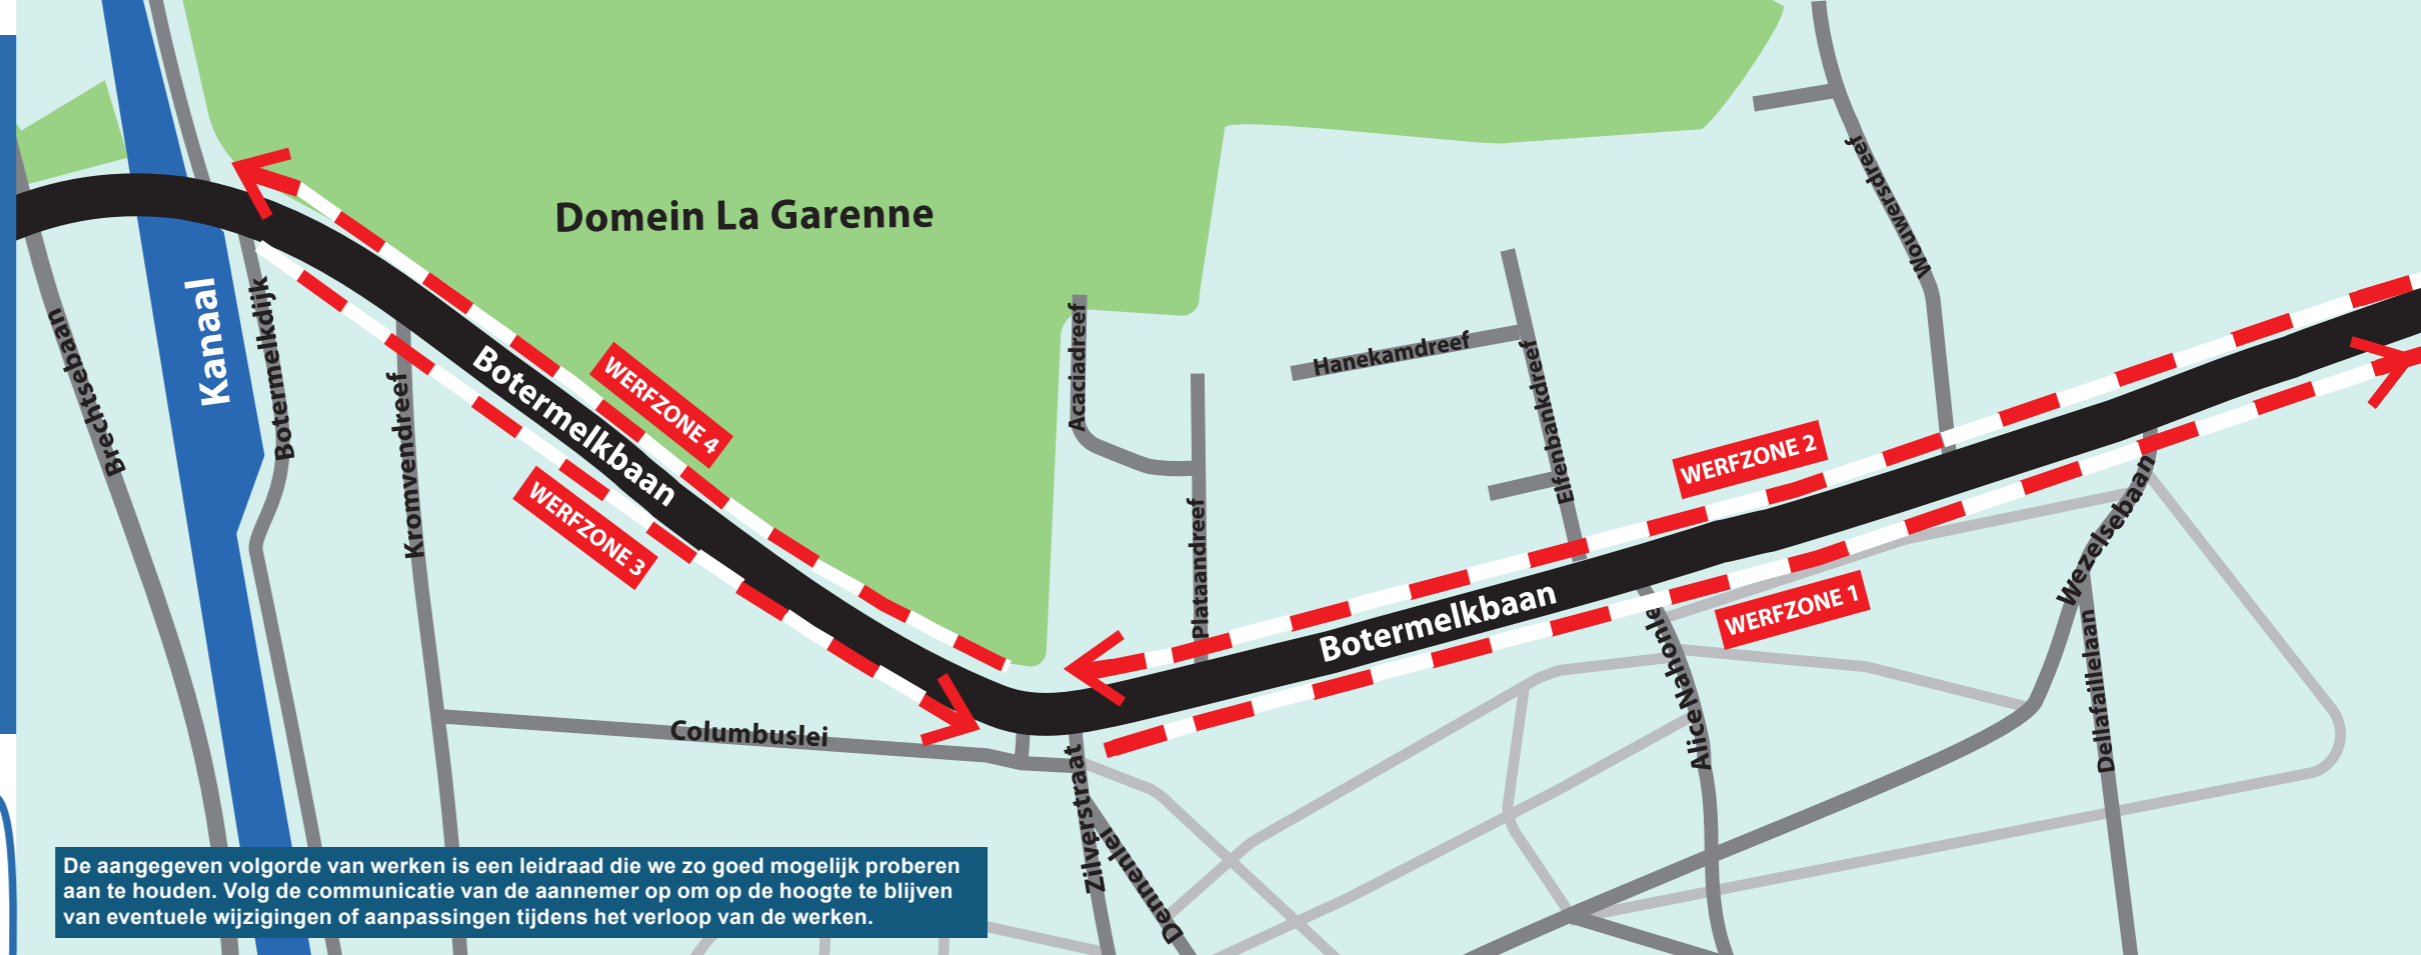 Domein La Garenne
Kanaal
Brechtsebaan
Botermelkdijk
Kromvendreef
Botermelkbaan
WERFZONE 4
WERFZONE 3
Columbuslei
Acaciadreef
Plataandreef
Hanekamdreef
Elfenbankdreef
Wouwersdreef
WERFZONE 2
Botermelkbaan
WERFZONE 1
Wezelsebaan
Dellafaillelaan
Alice Nahonlei
Zilverstraat
Dennenlei
De aangegeven volgorde van werken is een leidraad die we zo goed mogelijk proberen
aan te houden. Volg de communicatie van de aannemer op om op de hoogte te blijven
van eventuele wijzigingen of aanpassingen tijdens het verloop van de werken.